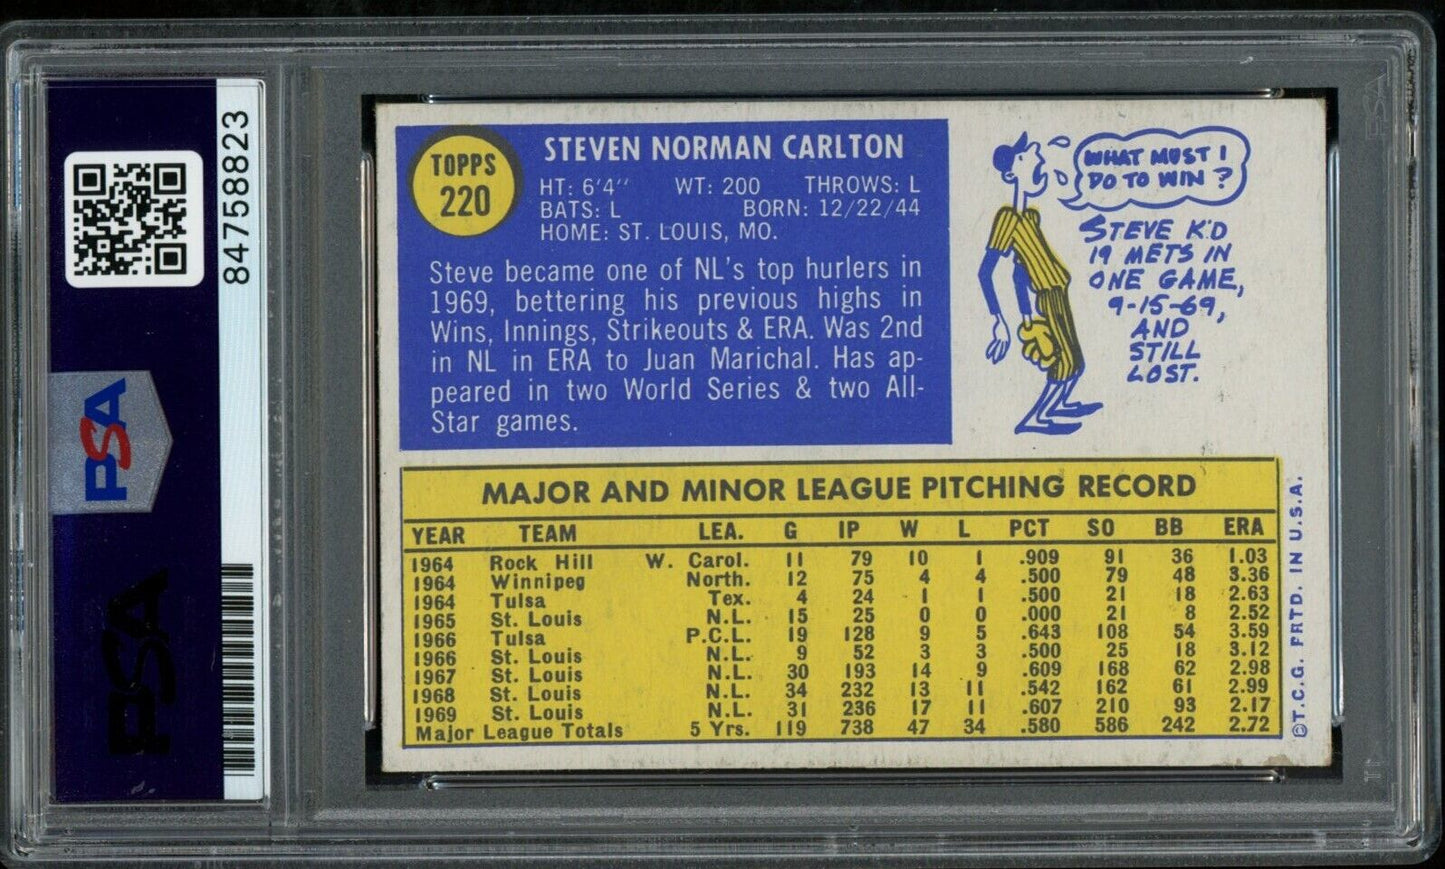 84758823
PSA
PSA
TOPPS
220
STEVEN NORMAN CARLTON
HT: 6'4" WT: 200 THROWS: L
BATS: L BORN: 12/22/44
HOME: ST. LOUIS, MO.
Steve became one of NL's top hurlers in
1969, bettering his previous highs in
Wins, Innings, Strikeouts & ERA. Was 2nd
in NL in ERA to Juan Marichal. Has ap-
peared in two World Series & two All-
Star games.
WHAT MUST I
DO TO WIN?
STEVE K'D
19 METS IN
ONE GAME,
9-15-69,
AND
STILL
LOST.
MAJOR AND MINOR LEAGUE PITCHING RECORD
YEAR TEAM LEA. G IP W L PCT SO BB ERA
1964 Rock Hill W. Carol. 11 79 10 1 .909 91 36 1.03
1964 Winnipeg North. 12 75 4 4 .500 79 48 3.36
1964 Tulsa Tex. 4 24 1 1 .500 21 18 2.63
1965 St. Louis N.L. 15 25 0 0 .000 21 8 2.52
1966 Tulsa P.C.L. 19 128 9 5 .643 108 54 3.59
1966 St. Louis N.L. 9 52 3 3 .500 25 18 3.12
1967 St. Louis N.L. 30 193 14 9 .609 168 62 2.98
1968 St. Louis N.L. 34 232 13 11 .542 162 61 2.99
1969 St. Louis N.L. 31 236 17 11 .607 210 93 2.17
Major League Totals 5 Yrs. 119 738 47 34 .580 586 242 2.72
©T.C.G. PRTD. IN U.S.A.
PSA